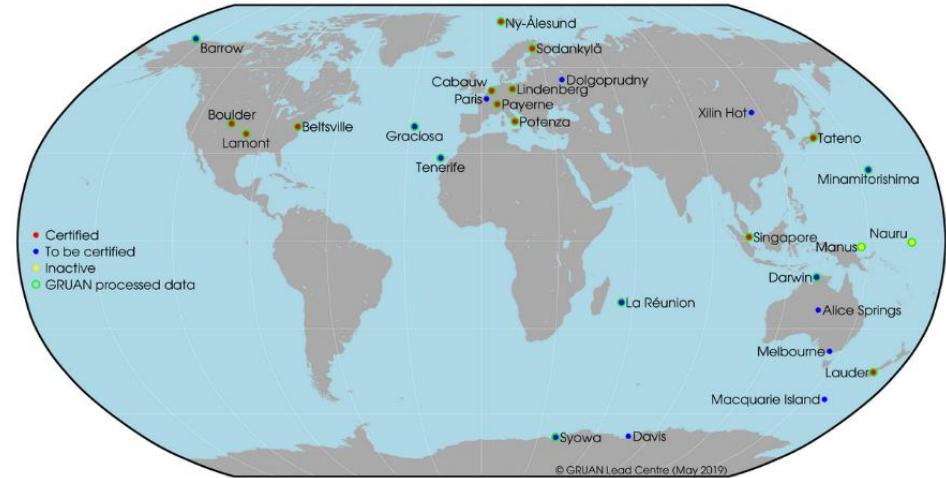 Ny-Ålesund
Barrow
Sodankylä
Cabauw
Dolgoprudny
Lindenberg
Paris
Payerne
Boulder
Xilin Hot
Potenza
Beltsville
Graciosa
Lamont
Tateno
Tenerife
Minamitorishima
Certified
Nauru
Singapore
Manus
To be certified
Inactive
Darwin
GRUAN processed data
La Réunion
Alice Springs
Melbourne
Lauder
Macquarie Island
Syowa
Davis
© GRUAN Lead Centre (May 2019)